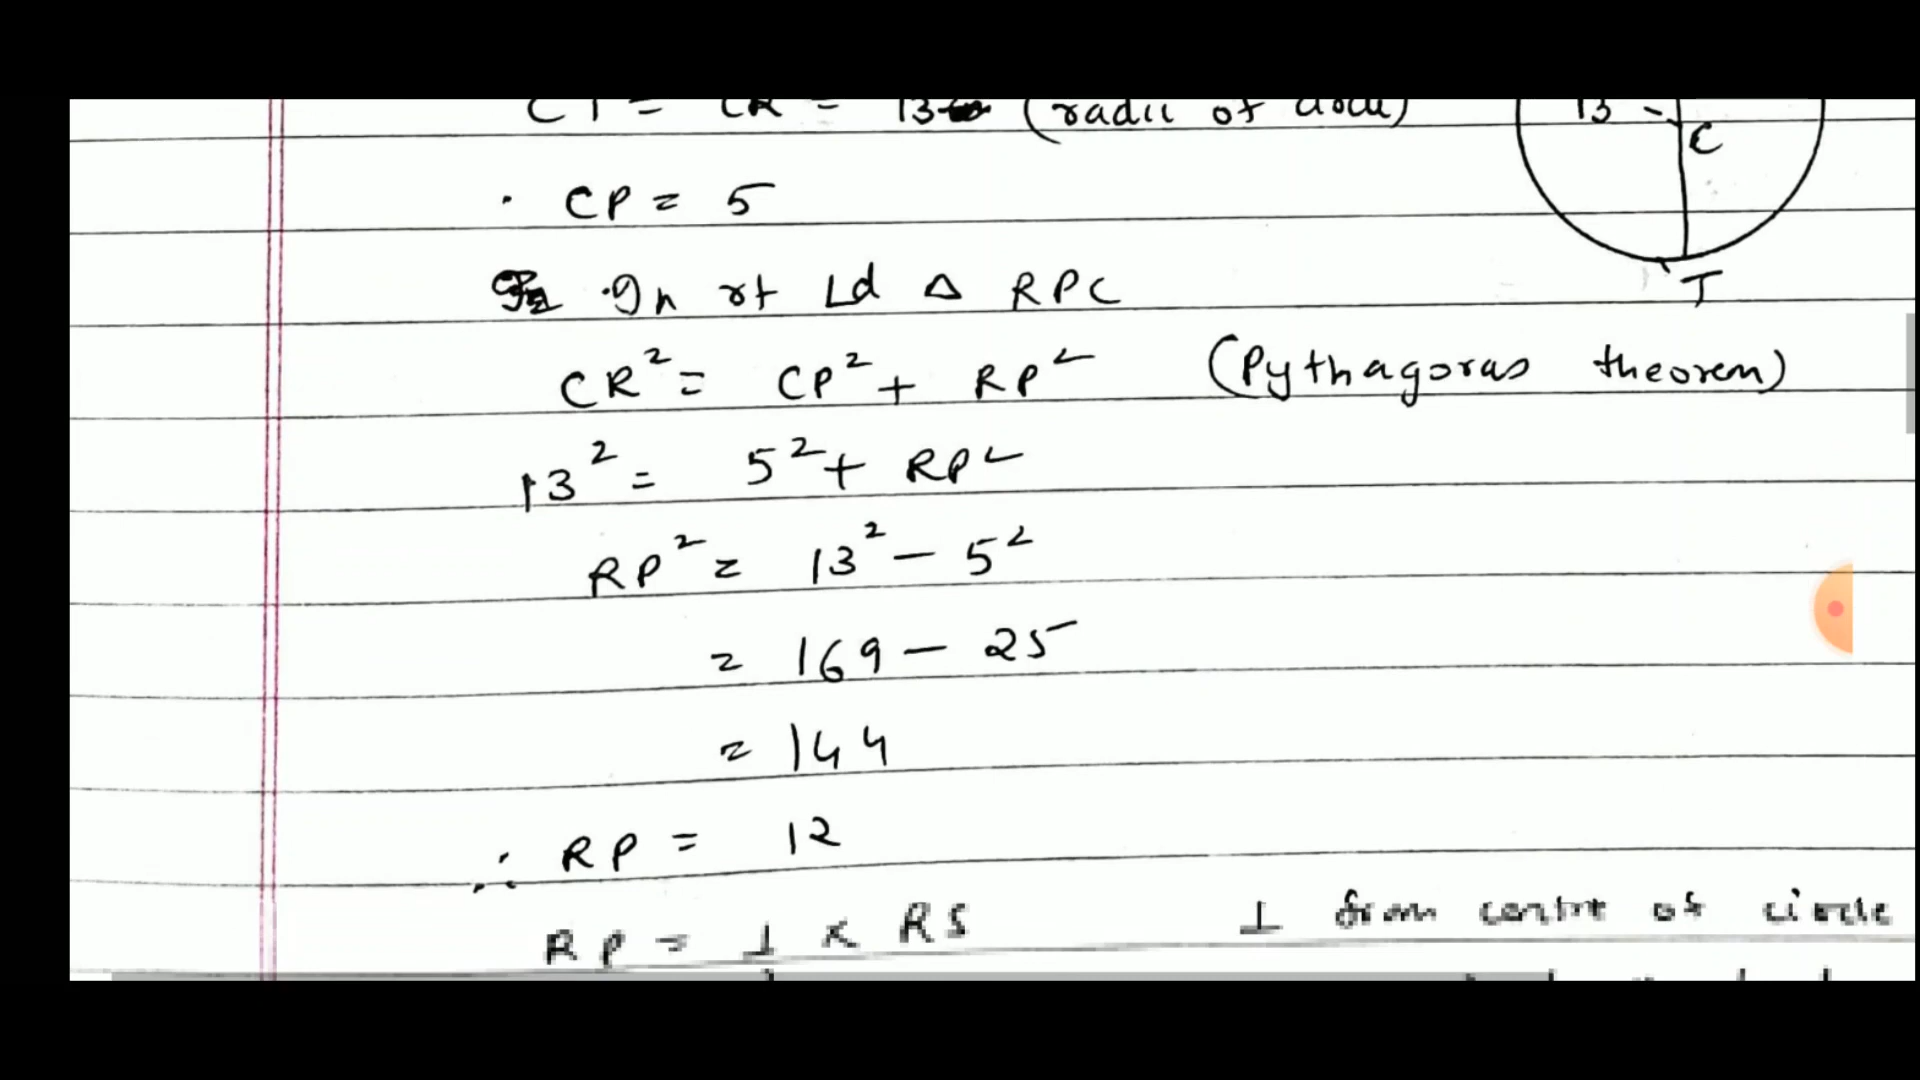 CT = CR = 13 (radii of circle)
13
C
. CP = 5
T
In rt ∠d △ RPC
CR² = CP² + RP² (Pythagoras theorem)
13² = 5² + RP²
RP² = 13² - 5²
= 169 - 25
= 144
∴ RP = 12
RP = 1 × RS ⊥ from centre of circle